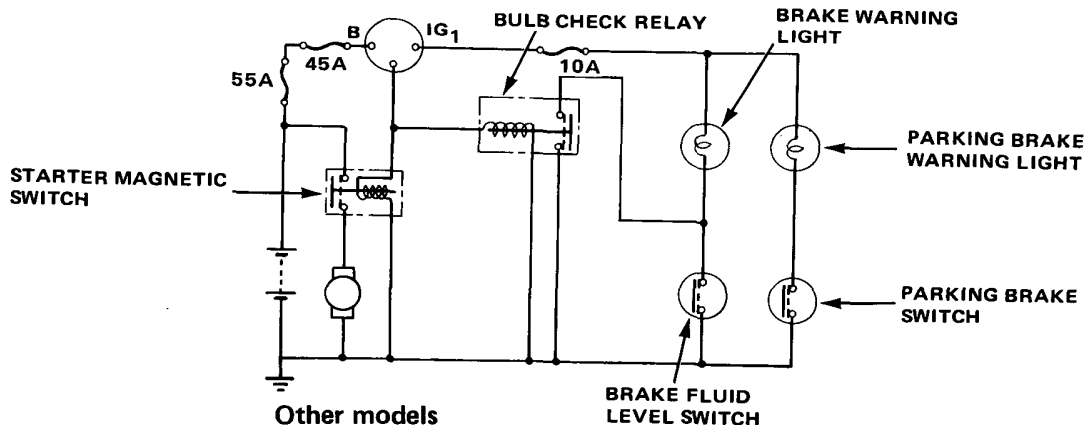 BULB CHECK RELAY
BRAKE WARNING
LIGHT
B
IG1
45A
10A
55A
PARKING BRAKE
WARNING LIGHT
STARTER MAGNETIC
SWITCH
PARKING BRAKE
SWITCH
BRAKE FLUID
LEVEL SWITCH
Other models